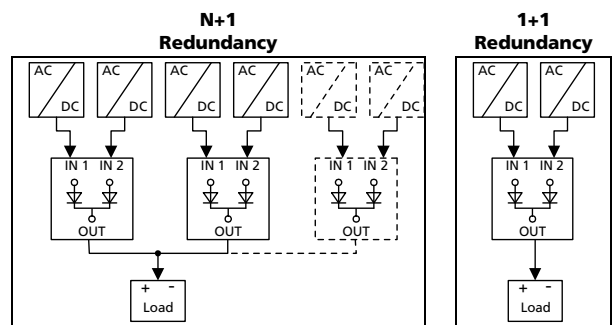 N+1
Redundancy
AC
DC
AC
DC
AC
DC
AC
DC
AC
DC
AC
DC
IN 1 IN 2
OUT
IN 1 IN 2
OUT
IN 1 IN 2
OUT
+ -
Load
1+1
Redundancy
AC
DC
AC
DC
IN 1 IN 2
OUT
+ -
Load